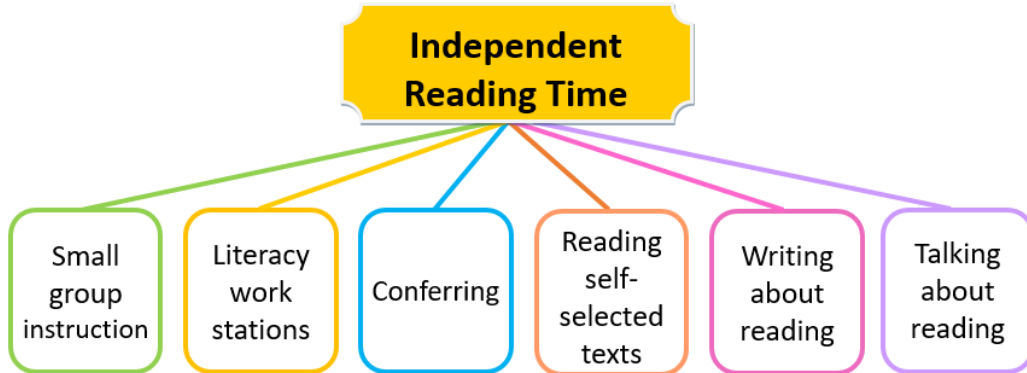 Independent
Reading Time
Small
group
instruction
Literacy
work
stations
Conferring
Reading
self-
selected
texts
Writing
about
reading
Talking
about
reading